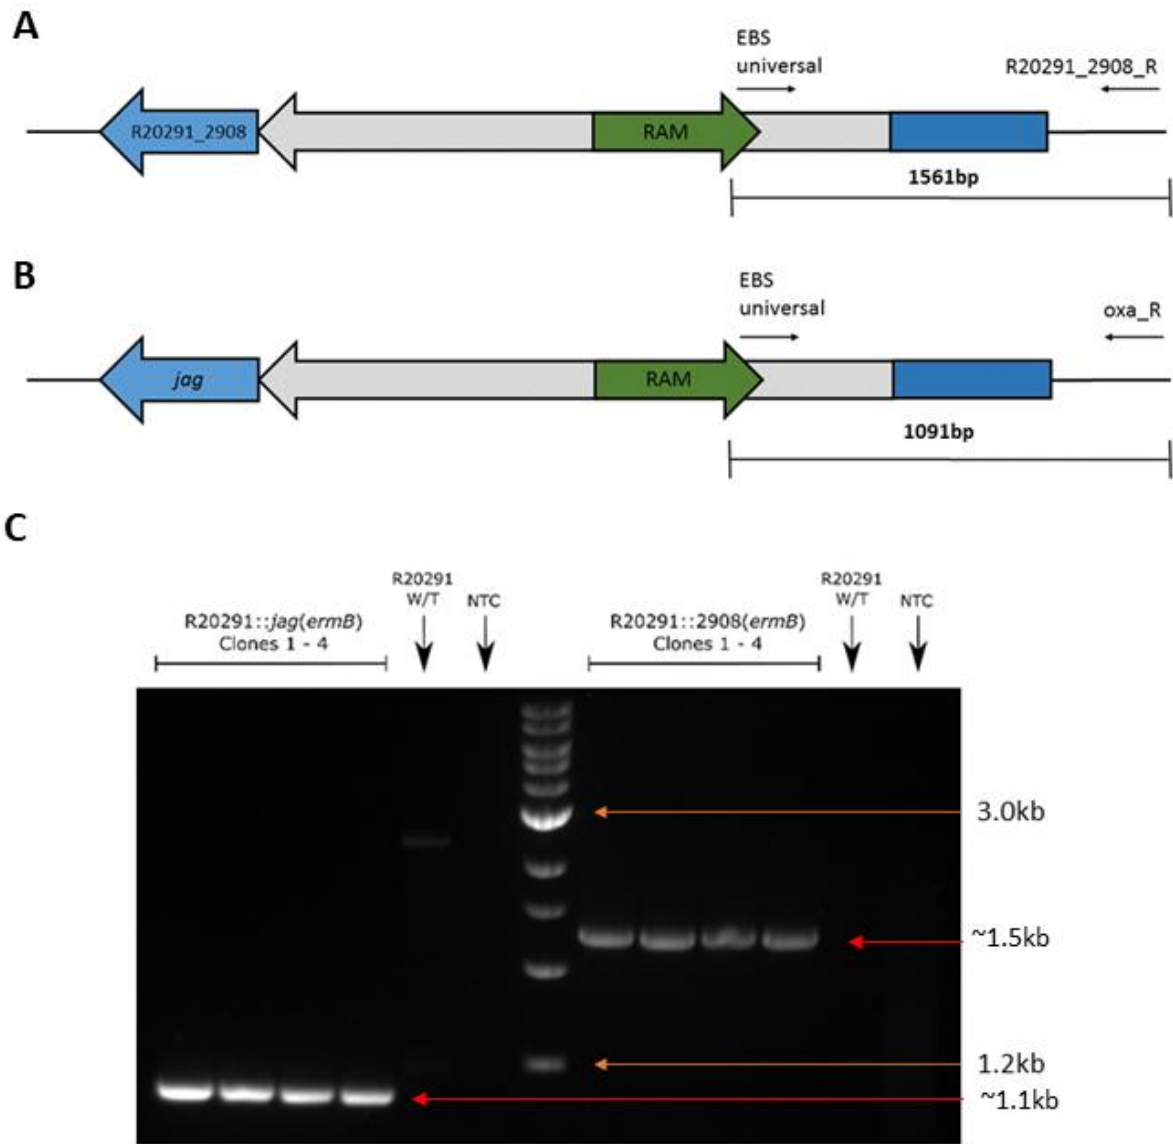 A
EBS
universal
R20291_2908_R
R20291_2908
RAM
1561bp
B
EBS
universal
oxa_R
jag
RAM
1091bp
C
R20291::jag(ermB)
Clones 1 - 4
R20291
W/T
NTC
R20291::2908(ermB)
Clones 1 - 4
R20291
W/T
NTC
3.0kb
~1.5kb
1.2kb
~1.1kb